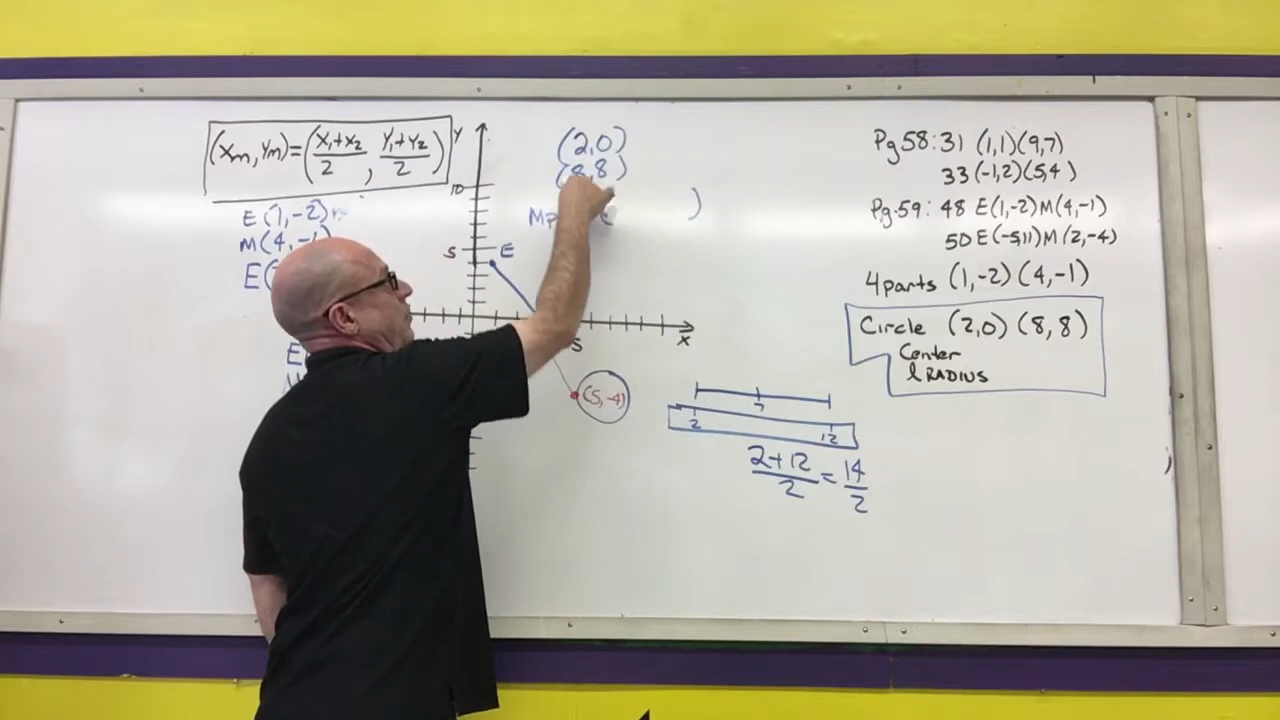 (Xm, Ym) = (X1+X2/2, Y1+Y2/2)
E(1,-2)
M(4,-1)
Y
10
5
E
5
X
(5,-4)
(2,0)
(8,8)
)
Pg 58: 31 (1,1)(9,7)
33 (-1,2)(5,4)
Pg. 59: 48 E(1,-2) M(4,-1)
50 E(-5,11) M(2,-4)
4 parts (1,-2) (4,-1)
Circle (2,0) (8,8)
Center
& RADIUS
7
2 12
2+12/2 = 14/2